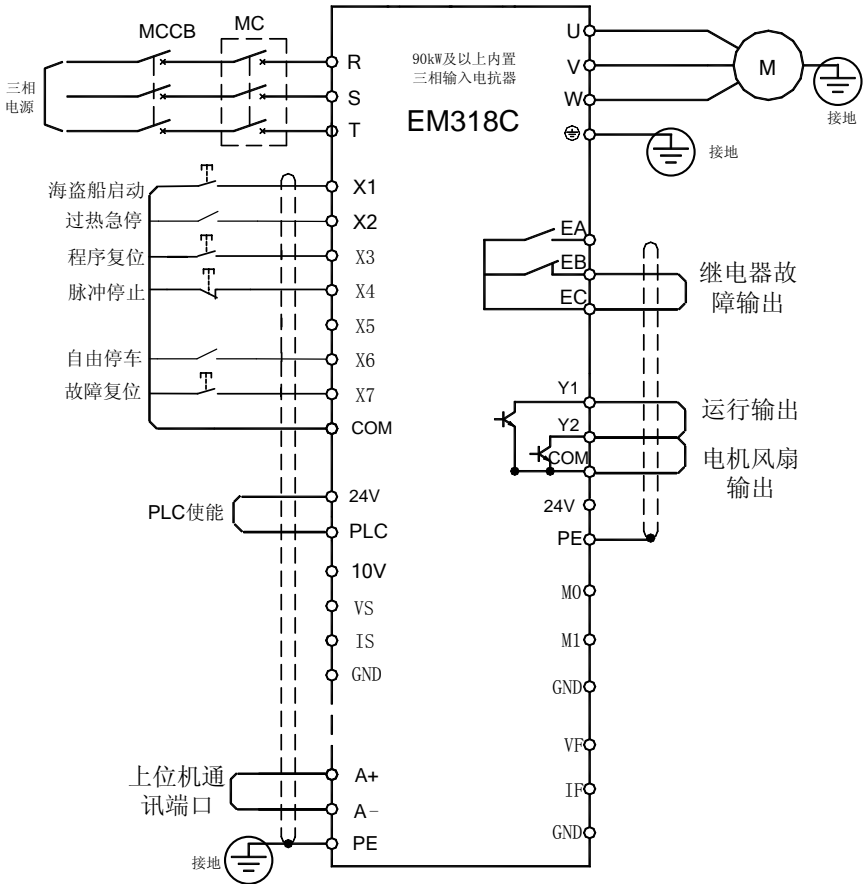 MCCB
MC
三相
电源
R
S
T
90kW及以上内置
三相输入电抗器
EM318C
U
V
W
M
接地
接地
海盗船启动
过热急停
程序复位
脉冲停止
自由停车
故障复位
X1
X2
X3
X4
X5
X6
X7
COM
PLC使能
24V
PLC
10V
VS
IS
GND
上位机通
讯端口
A+
A-
PE
接地
EA
EB
EC
继电器故
障输出
Y1
Y2
COM
运行输出
电机风扇
输出
24V
PE
M0
M1
GND
VF
IF
GND